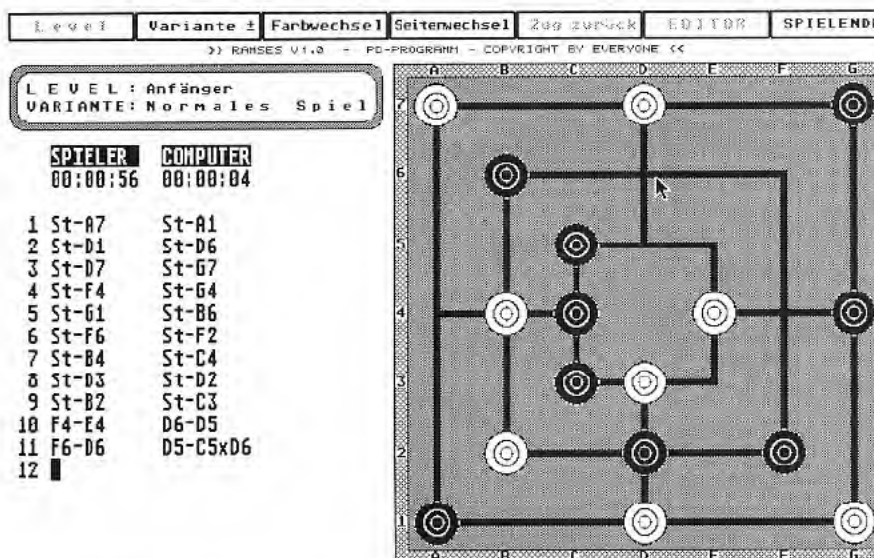 Level Variante ± Farbwechsel Seitenwechsel Zug zurück EDITOR SPIELENDE
>> RAMSES V1.0 - PD-PROGRAMM - COPYRIGHT BY EVERYONE <<
LEVEL: Anfänger
VARIANTE: Normales Spiel
SPIELER COMPUTER
00:00:56 00:00:04
1 St-A7 St-A1
2 St-D1 St-D6
3 St-D7 St-G7
4 St-F4 St-G4
5 St-G1 St-B6
6 St-F6 St-F2
7 St-B4 St-C4
8 St-D3 St-D2
9 St-B2 St-C3
10 F4-E4 D6-D5
11 F6-D6 D5-C5xD6
12
A B C D E F G
7
6
5
4
3
2
1
A B C D E F G